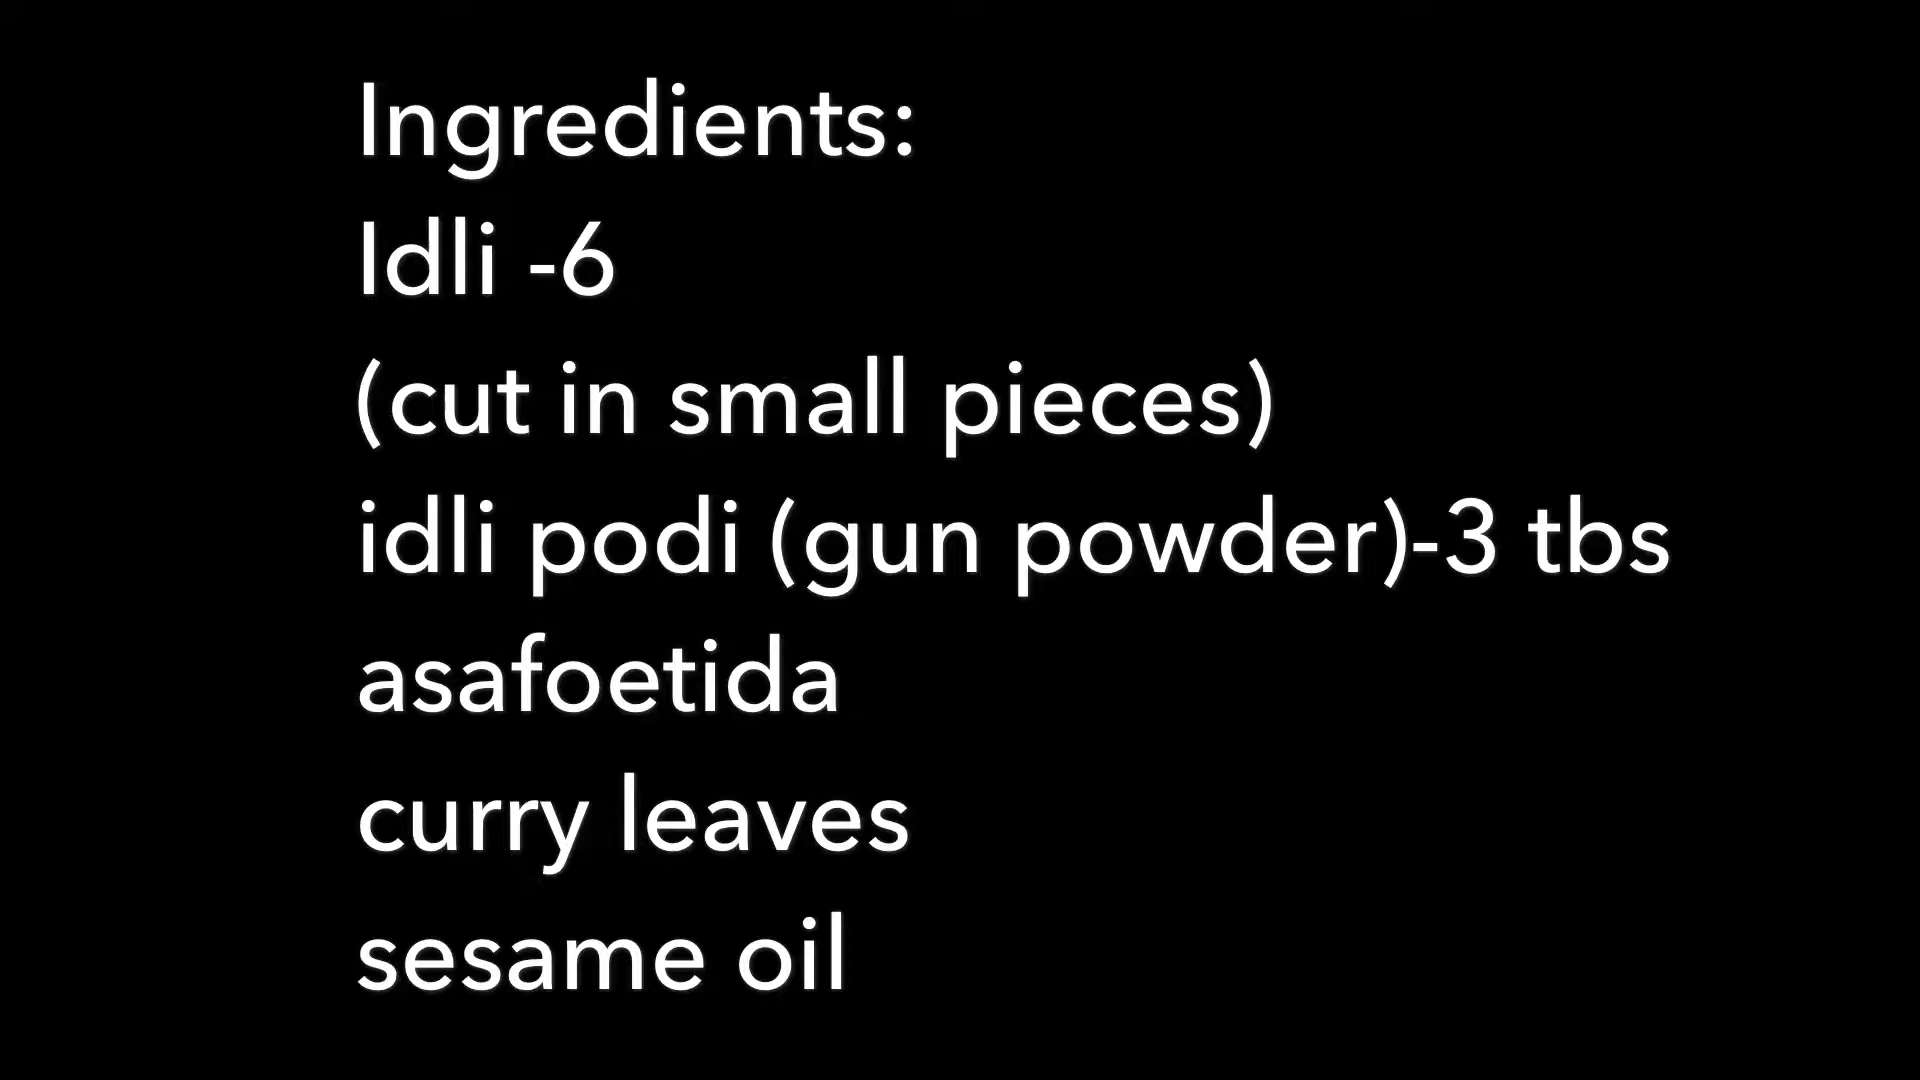 Ingredients:
Idli -6
(cut in small pieces)
idli podi (gun powder)-3 tbs
asafoetida
curry leaves
sesame oil